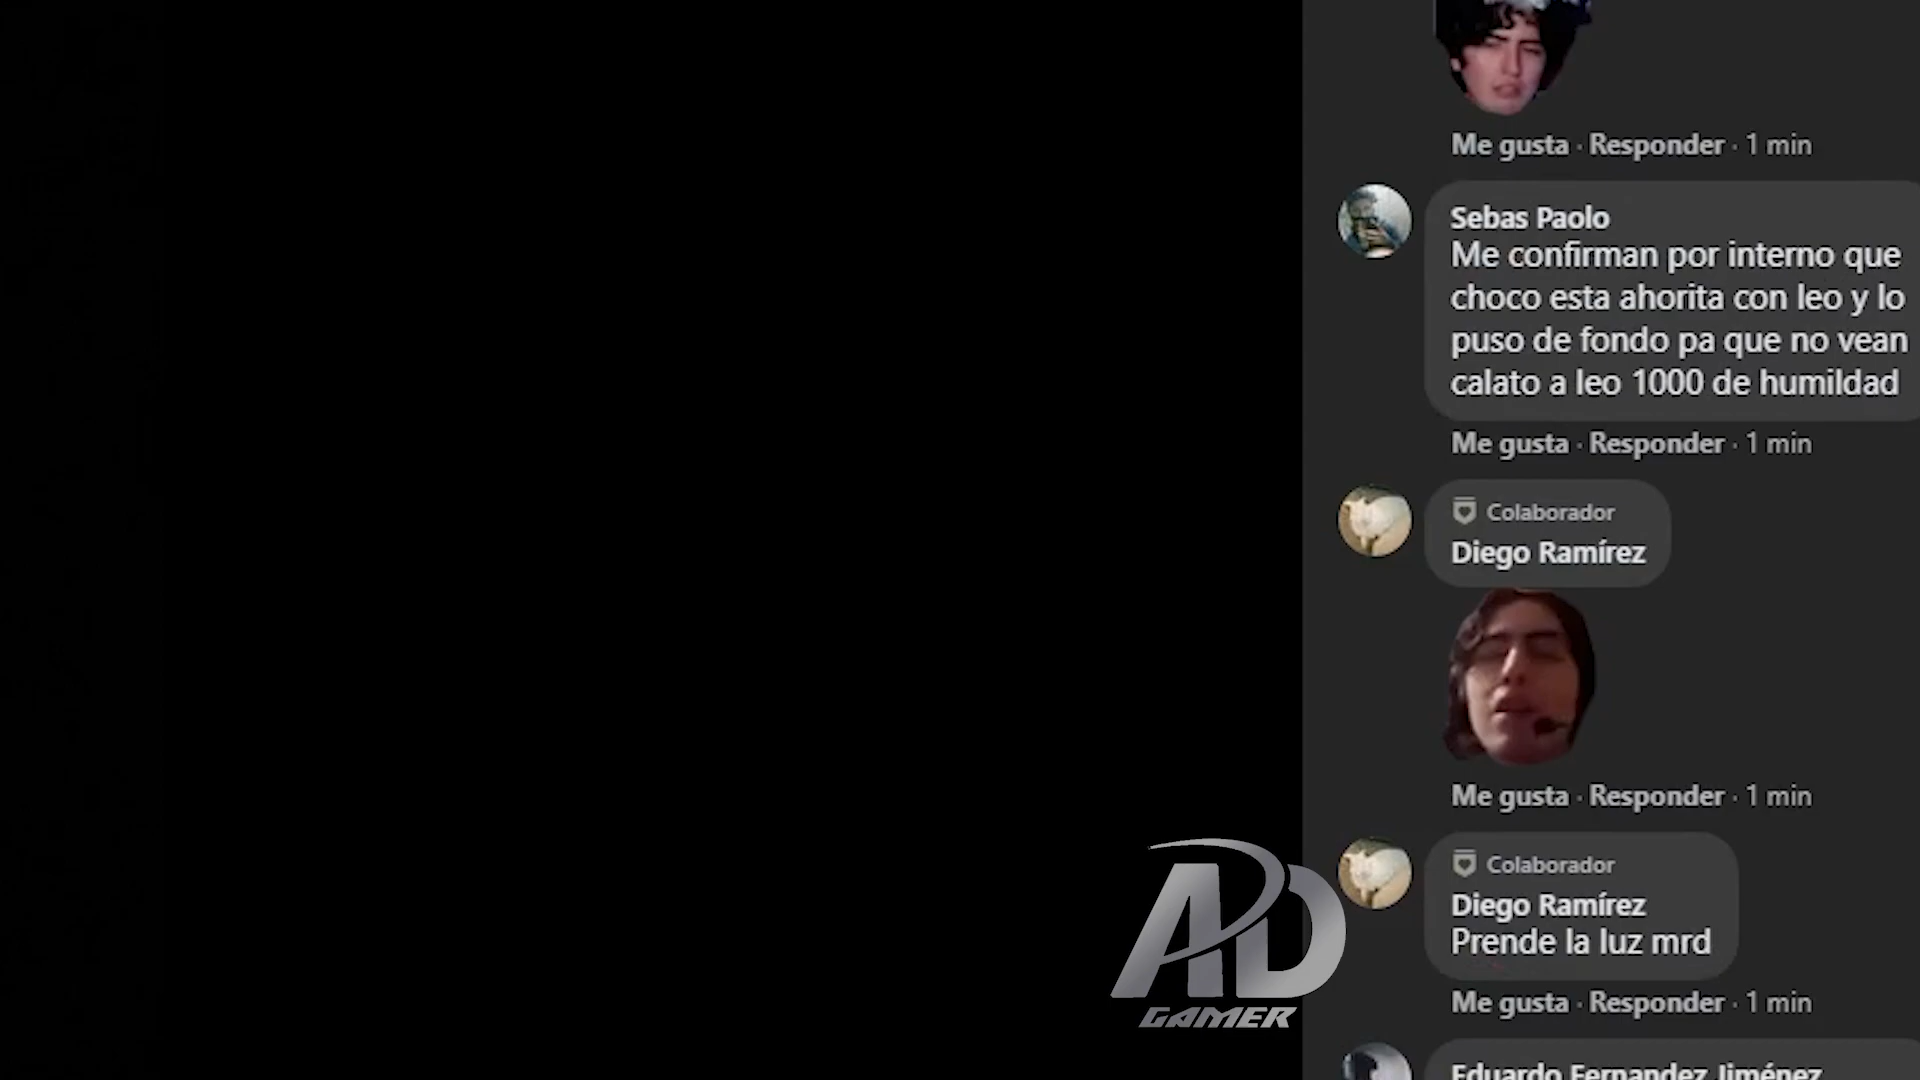 Me gusta · Responder · 1 min
Sebas Paolo
Me confirman por interno que
choco esta ahorita con leo y lo
puso de fondo pa que no vean
calato a leo 1000 de humildad
Me gusta · Responder · 1 min
Colaborador
Diego Ramírez
Me gusta · Responder · 1 min
Colaborador
Diego Ramírez
Prende la luz mrd
Me gusta · Responder · 1 min
AD
GAMER
Eduardo Fernandez Jiménez